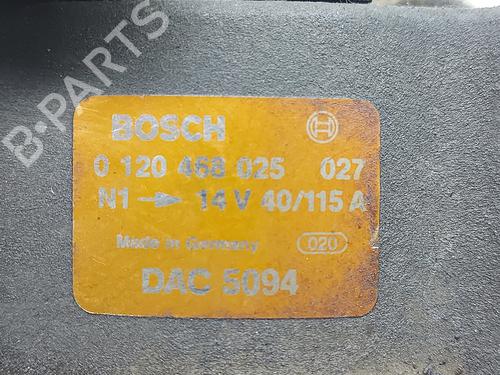 B-PARTS
BOSCH
0 120 468 025 027
N1 → 14 V 40/115 A
Made in Germany 020
DAC 5094